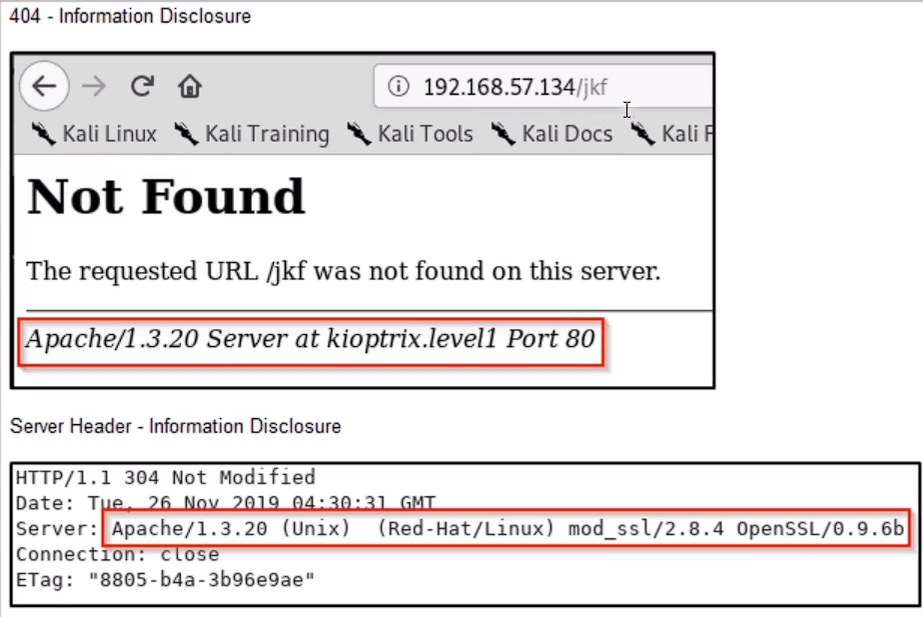 404 - Information Disclosure
192.168.57.134/jkf
Kali Linux Kali Training Kali Tools Kali Docs Kali F
Not Found
The requested URL /jkf was not found on this server.
Apache/1.3.20 Server at kioptrix.level1 Port 80
Server Header - Information Disclosure
HTTP/1.1 304 Not Modified
Date: Tue, 26 Nov 2019 04:30:31 GMT
Server: Apache/1.3.20 (Unix)  (Red-Hat/Linux) mod_ssl/2.8.4 OpenSSL/0.9.6b
Connection: close
ETag: "8805-b4a-3b96e9ae"